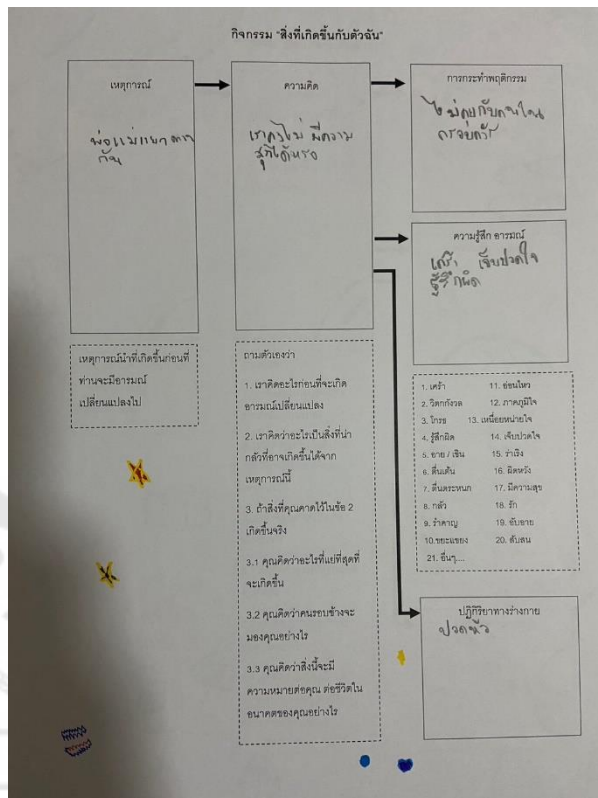 กิจกรรม "สิ่งที่เกิดขึ้นกับตัวฉัน"
เหตุการณ์
พ่อแม่แยกทาง
กัน
ความคิด
เราคงไม่ มีความ
สุขได้หรอ
การกระทำพฤติกรรม
ไม่คุยกับคนใน
ครอบครัว
ความรู้สึก อารมณ์
เศร้า เจ็บปวดใจ
รู้สึกผิด
เหตุการณ์นำที่เกิดขึ้นก่อนที่
ท่านจะมีอารมณ์
เปลี่ยนแปลงไป
ถามตัวเองว่า
1. เราคิดอะไรก่อนที่จะเกิด
อารมณ์เปลี่ยนแปลง
2. เราคิดว่าอะไรเป็นสิ่งที่น่า
กลัวที่อาจเกิดขึ้นได้จาก
เหตุการณ์นี้
3. ถ้าสิ่งที่คุณคาดไว้ในข้อ 2
เกิดขึ้นจริง
3.1 คุณคิดว่าอะไรที่แย่ที่สุดที่
จะเกิดขึ้น
3.2 คุณคิดว่าคนรอบข้างจะ
มองคุณอย่างไร
3.3 คุณคิดว่าสิ่งนี้จะมี
ความหมายต่อคุณ ต่อชีวิตใน
อนาคตของคุณอย่างไร
1. เศร้า 11. อ่อนไหว
2. วิตกกังวล 12. ภาคภูมิใจ
3. โกรธ 13. เหนื่อยหน่ายใจ
4. รู้สึกผิด 14. เจ็บปวดใจ
5. อาย / เขิน 15. ร่าเริง
6. ตื่นเต้น 16. ผิดหวัง
7. ตื่นตระหนก 17. มีความสุข
8. กลัว 18. รัก
9. รำคาญ 19. อับอาย
10.ขยะแขยง 20. สับสน
21. อื่นๆ....
ปฏิกิริยาทางร่างกาย
ปวดหัว